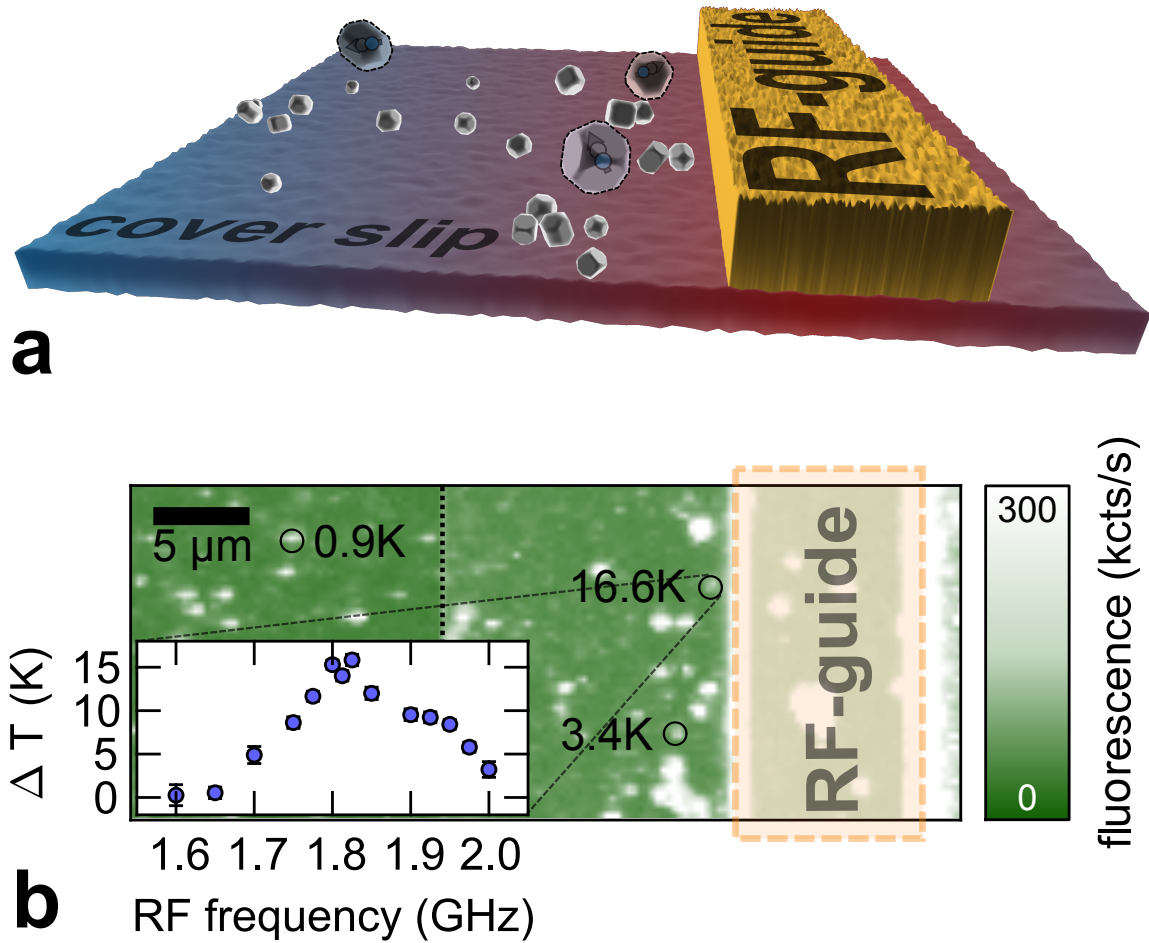 RF-guide
cover slip
a
5 μm
0.9K
16.6K
3.4K
RF-guide
300
0
fluorescence (kcts/s)
15
10
5
0
Δ T (K)
1.6 1.7 1.8 1.9 2.0
RF frequency (GHz)
b